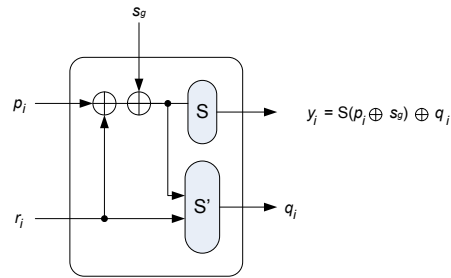 s_g
p_i
S
y_i = S(p_i ⊕ s_g) ⊕ q_i
r_i
S'
q_i